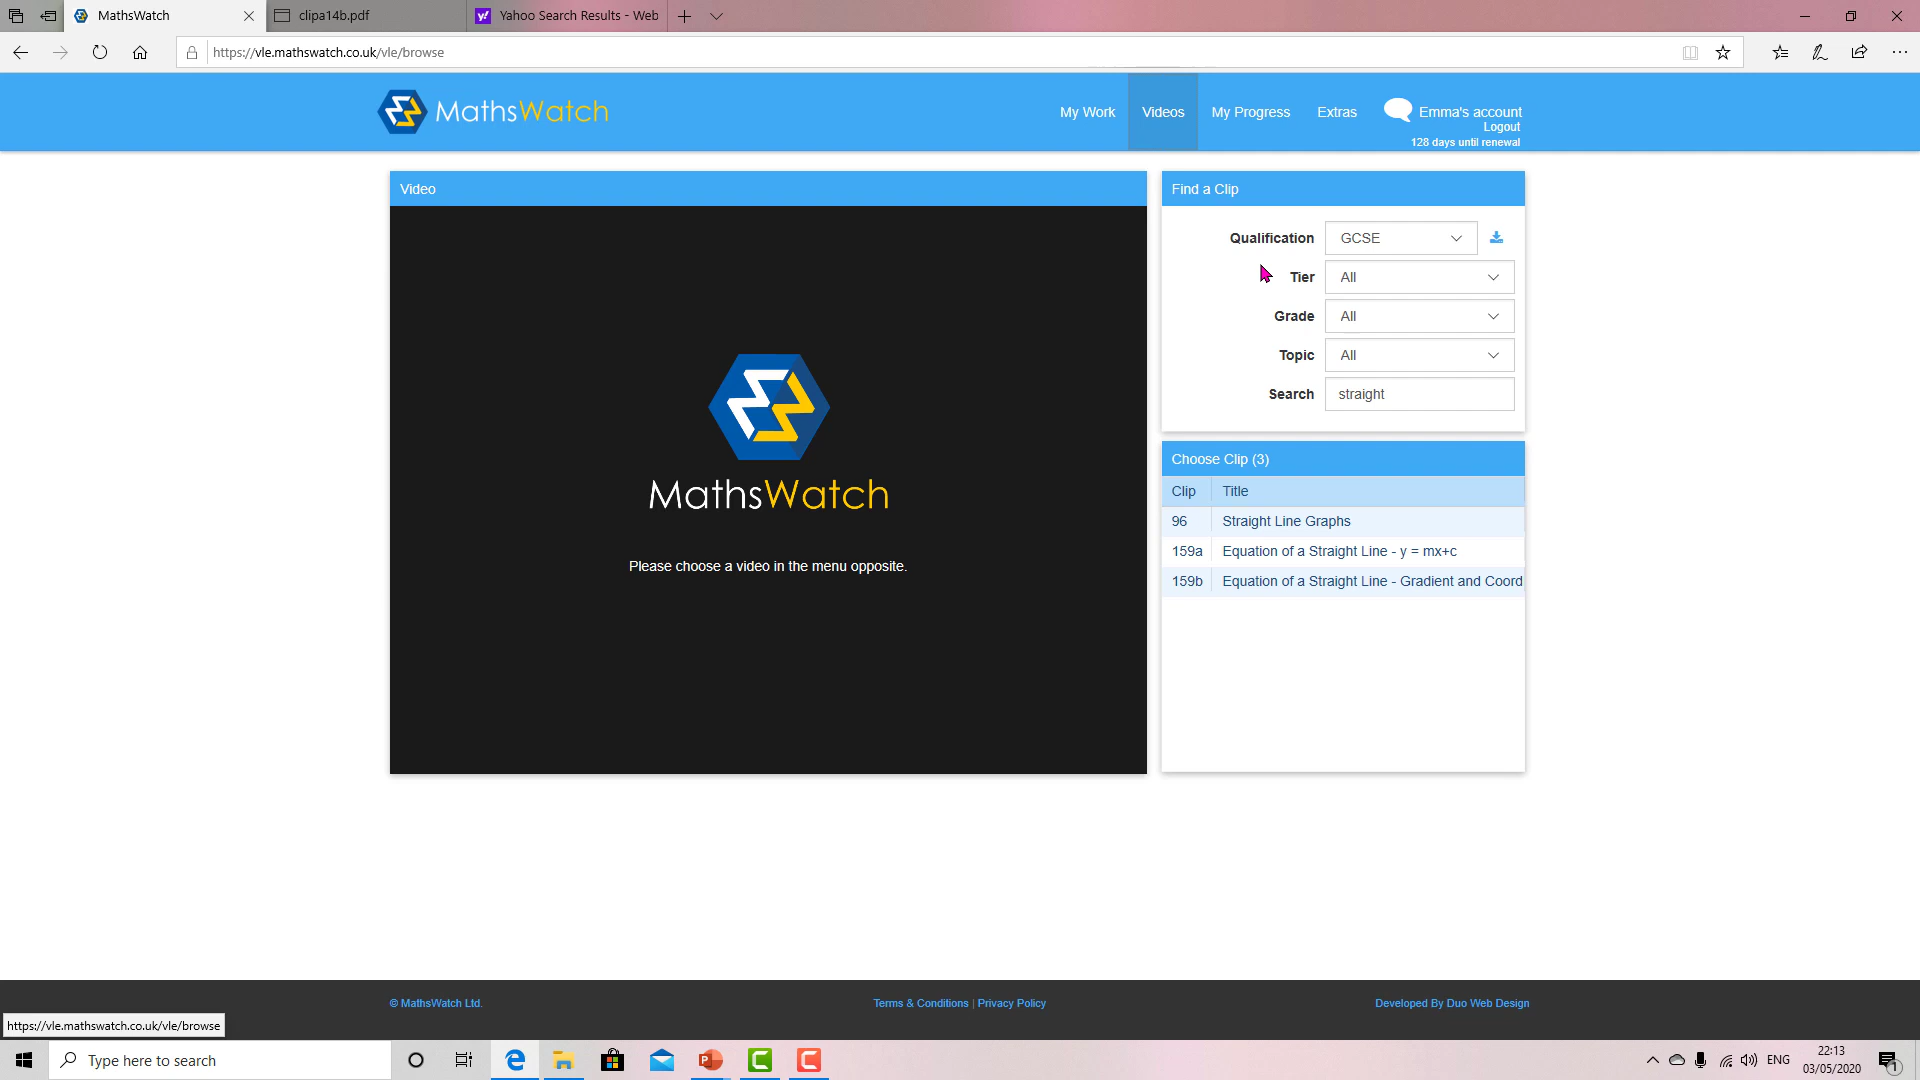 MathsWatch
clipa14b.pdf
Yahoo Search Results - Web
https://vle.mathswatch.co.uk/vle/browse
MathsWatch
My Work
Videos
My Progress
Extras
Emma's account
Logout
128 days until renewal
Video
Find a Clip
Qualification
GCSE
Tier
All
Grade
All
Topic
All
Search
straight
MathsWatch
Please choose a video in the menu opposite.
Choose Clip (3)
Clip Title
96 Straight Line Graphs
159a Equation of a Straight Line - y = mx+c
159b Equation of a Straight Line - Gradient and Coord
© MathsWatch Ltd.
Terms & Conditions | Privacy Policy
Developed By Duo Web Design
https://vle.mathswatch.co.uk/vle/browse
Type here to search
ENG
22:13
03/05/2020
1